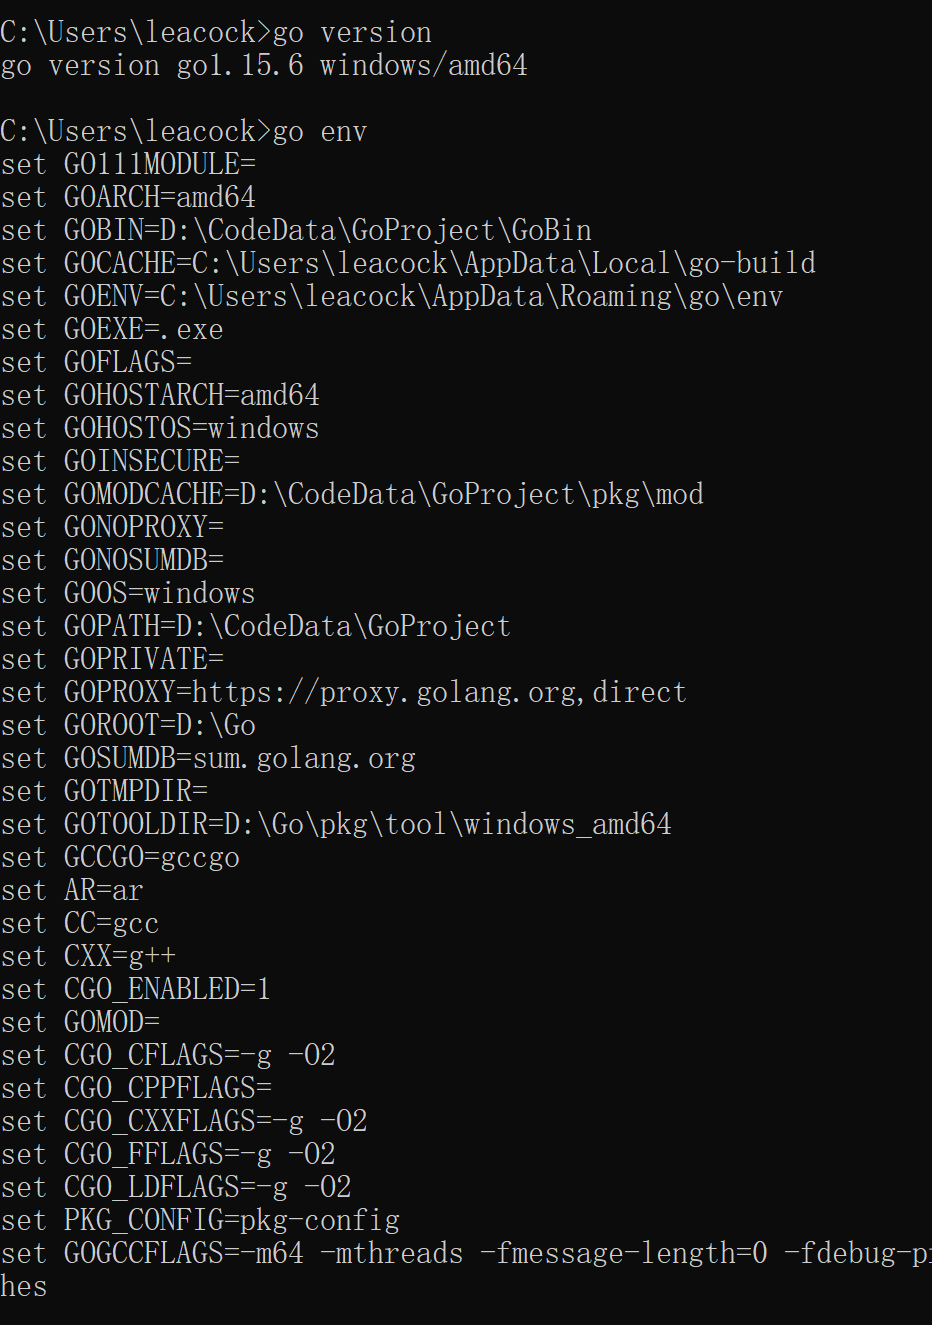 C:\Users\leacock>go version
go version go1.15.6 windows/amd64
C:\Users\leacock>go env
set GO111MODULE=
set GOARCH=amd64
set GOBIN=D:\CodeData\GoProject\GoBin
set GOCACHE=C:\Users\leacock\AppData\Local\go-build
set GOENV=C:\Users\leacock\AppData\Roaming\go\env
set GOEXE=.exe
set GOFLAGS=
set GOHOSTARCH=amd64
set GOHOSTOS=windows
set GOINSECURE=
set GOMODCACHE=D:\CodeData\GoProject\pkg\mod
set GONOPROXY=
set GONOSUMDB=
set GOOS=windows
set GOPATH=D:\CodeData\GoProject
set GOPRIVATE=
set GOPROXY=https://proxy.golang.org,direct
set GOROOT=D:\Go
set GOSUMDB=sum.golang.org
set GOTMPDIR=
set GOTOOLDIR=D:\Go\pkg\tool\windows_amd64
set GCCGO=gccgo
set AR=ar
set CC=gcc
set CXX=g++
set CGO_ENABLED=1
set GOMOD=
set CGO_CFLAGS=-g -O2
set CGO_CPPFLAGS=
set CGO_CXXFLAGS=-g -O2
set CGO_FFLAGS=-g -O2
set CGO_LDFLAGS=-g -O2
set PKG_CONFIG=pkg-config
set GOGCCFLAGS=-m64 -mthreads -fmessage-length=0 -fdebug-pr
hes